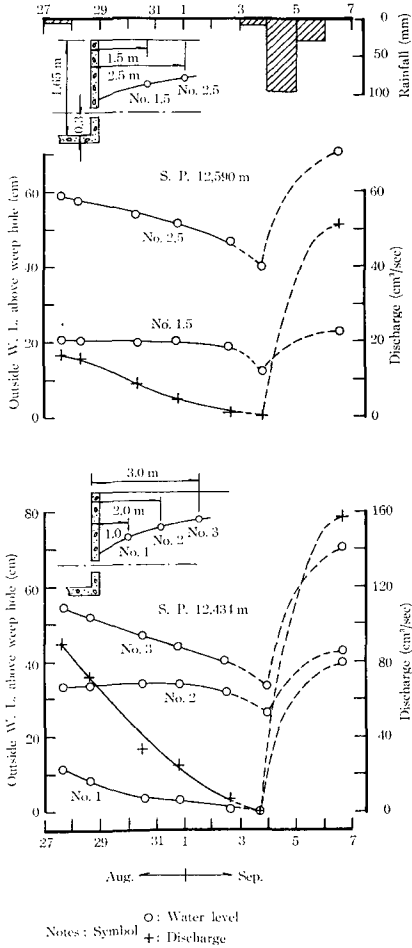 27 29 31 1 3 5 7
0
50
100
Rainfall (mm)
1.65 m
0.3
1.5 m
2.5 m
No. 1.5
No. 2.5
S. P. 12,590 m
No. 2.5
No. 1.5
Outside W. L. above weep hole (cm)
60
40
20
0
Discharge (cm³/sec)
60
40
20
0
3.0 m
2.0 m
1.0
No. 1
No. 2
No. 3
S. P. 12,434 m
No. 3
No. 2
No. 1
Outside W. L. above weep hole (cm)
80
60
40
20
0
Discharge (cm³/sec)
160
120
80
40
0
27 29 31 1 3 5 7
Aug. Sep.
Notes : Symbol o : Water level
+ : Discharge